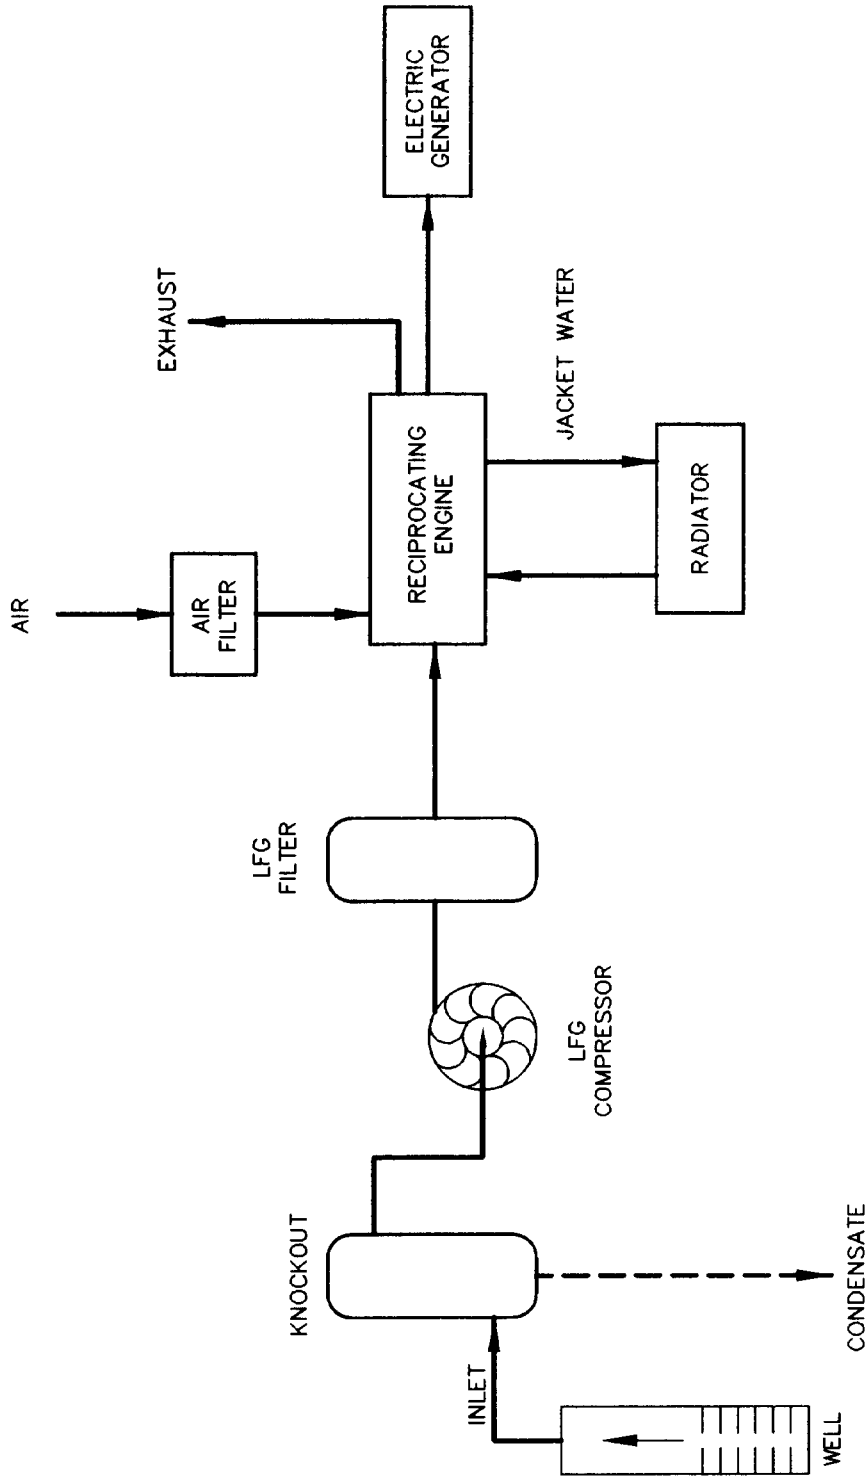 WELL
INLET
KNOCKOUT
CONDENSATE
LFG
COMPRESSOR
LFG
FILTER
AIR
AIR
FILTER
RECIPROCATING
ENGINE
EXHAUST
JACKET WATER
RADIATOR
ELECTRIC
GENERATOR